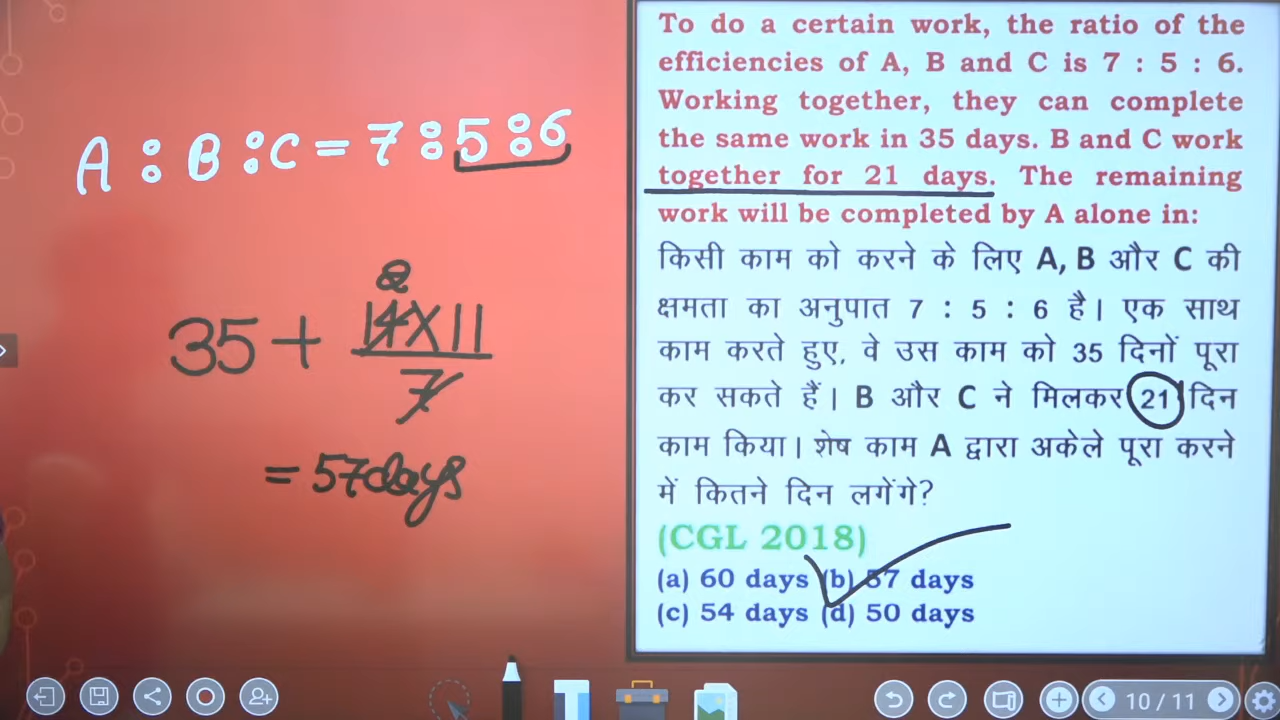 A : B : C = 7 : 5 : 6
2
35 + 14 X 11
7
= 57 days
To do a certain work, the ratio of the
efficiencies of A, B and C is 7 : 5 : 6.
Working together, they can complete
the same work in 35 days. B and C work
together for 21 days. The remaining
work will be completed by A alone in:
किसी काम को करने के लिए A, B और C की
क्षमता का अनुपात 7 : 5 : 6 है। एक साथ
काम करते हुए, वे उस काम को 35 दिनों पूरा
कर सकते हैं। B और C ने मिलकर 21 दिन
काम किया। शेष काम A द्वारा अकेले पूरा करने
में कितने दिन लगेंगे?
(CGL 2018)
(a) 60 days (b) 57 days
(c) 54 days (d) 50 days
10 / 11